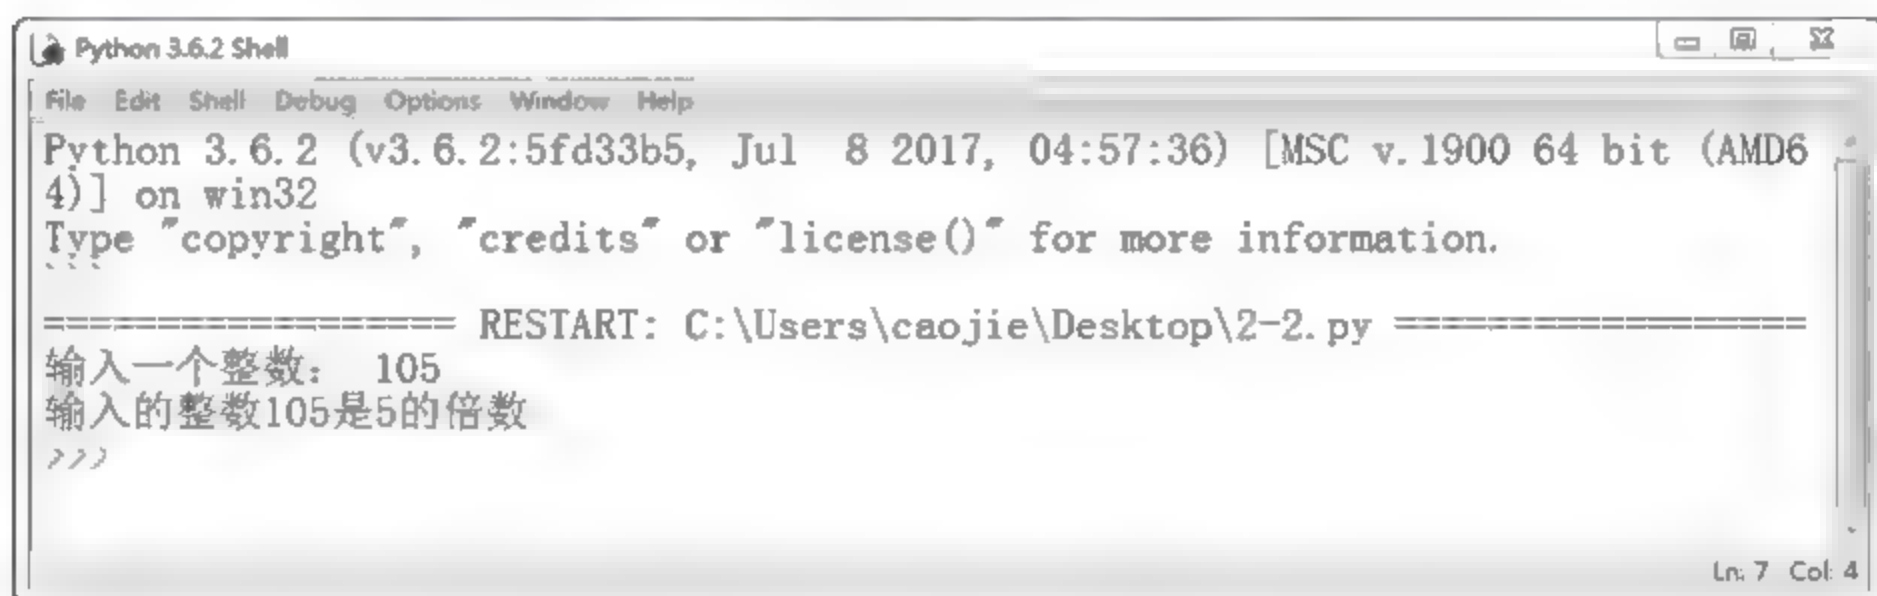 Python 3.6.2 Shell
File Edit Shell Debug Options Window Help
Python 3.6.2 (v3.6.2:5fd33b5, Jul  8 2017, 04:57:36) [MSC v.1900 64 bit (AMD6
4)] on win32
Type "copyright", "credits" or "license()" for more information.
================== RESTART: C:\Users\caojie\Desktop\2-2.py ==================
输入一个整数： 105
输入的整数105是5的倍数
>>>
Ln: 7 Col: 4